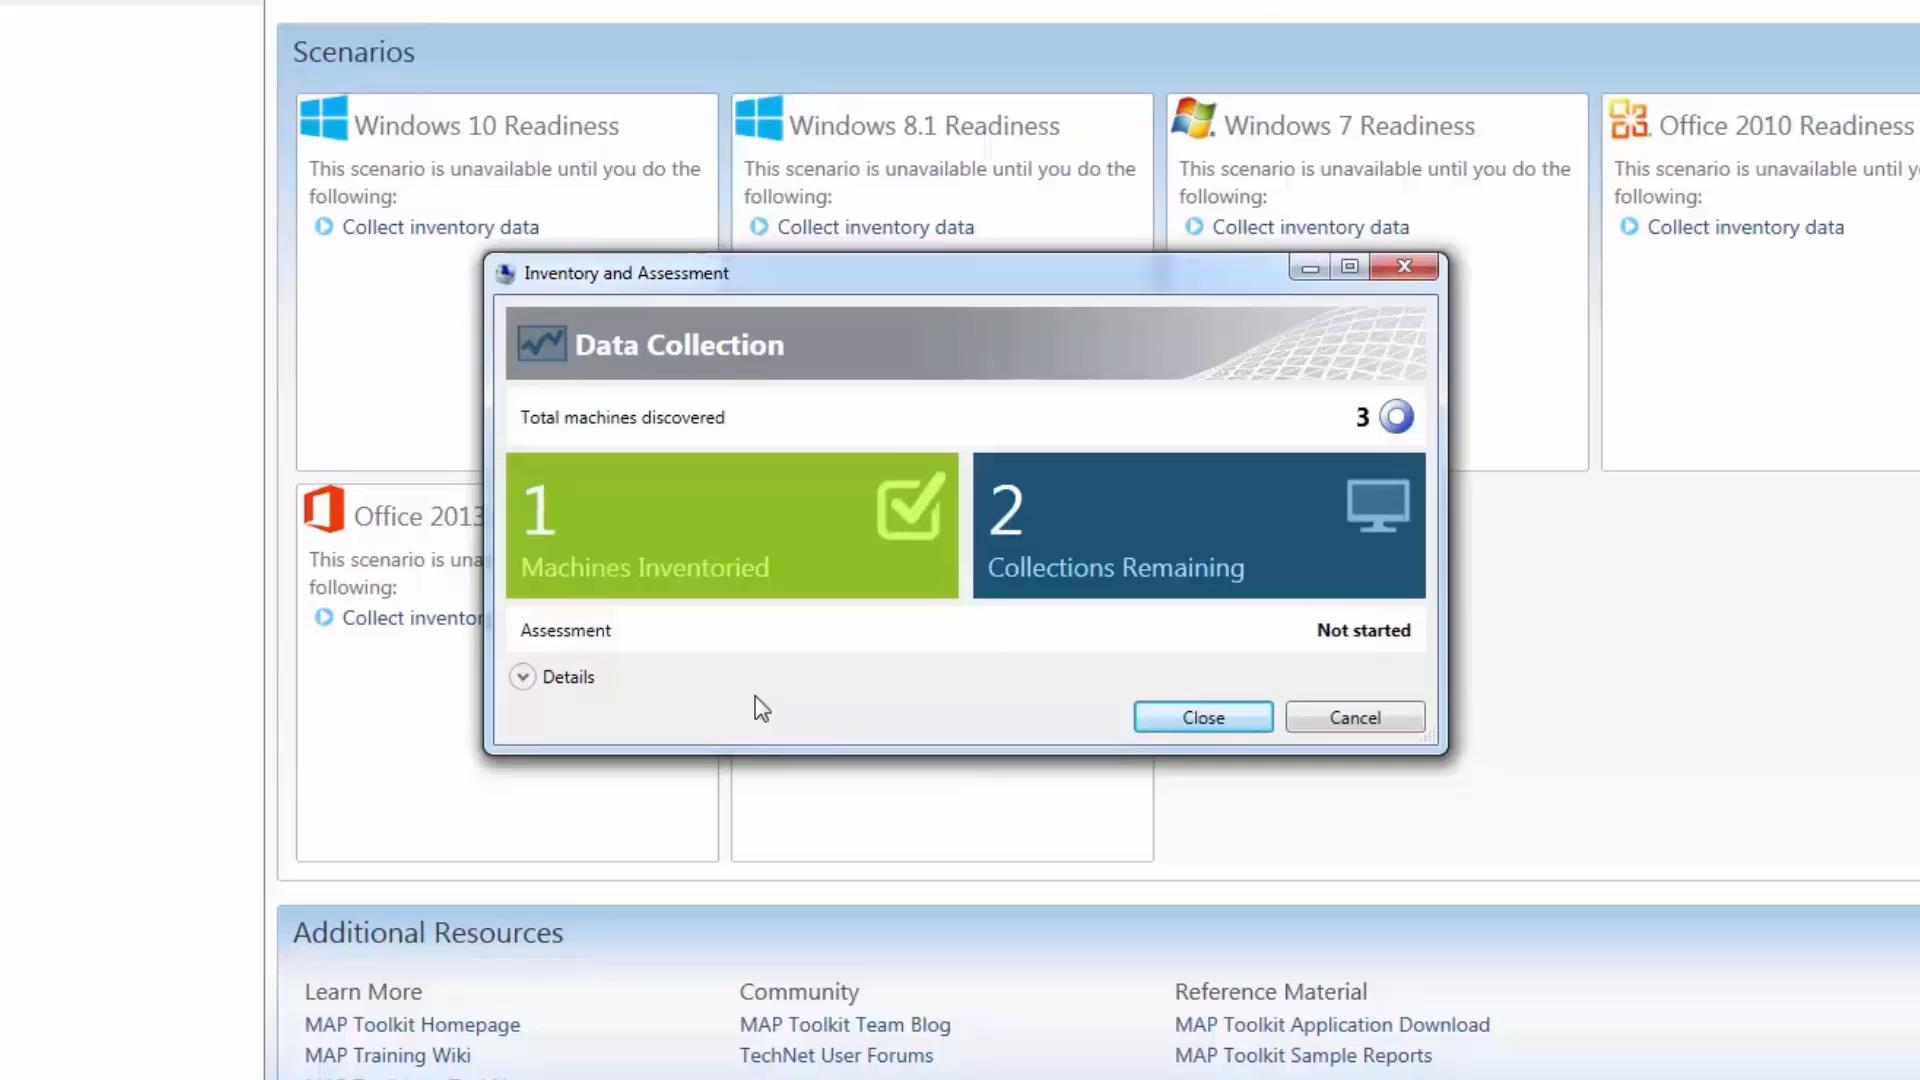 Scenarios
Windows 10 Readiness
This scenario is unavailable until you do the
following:
Collect inventory data
Windows 8.1 Readiness
This scenario is unavailable until you do the
following:
Collect inventory data
Windows 7 Readiness
This scenario is unavailable until you do the
following:
Collect inventory data
Office 2010 Readiness
This scenario is unavailable until
following:
Collect inventory data
Office 2013
This scenario is
following:
Collect
Inventory and Assessment
Data Collection
Total machines discovered
3
1
Machines Inventoried
2
Collections Remaining
Assessment
Not started
Details
Close
Cancel
Additional Resources
Learn More
MAP Toolkit Homepage
MAP Training Wiki
Community
MAP Toolkit Team Blog
TechNet User Forums
Reference Material
MAP Toolkit Application Download
MAP Toolkit Sample Reports